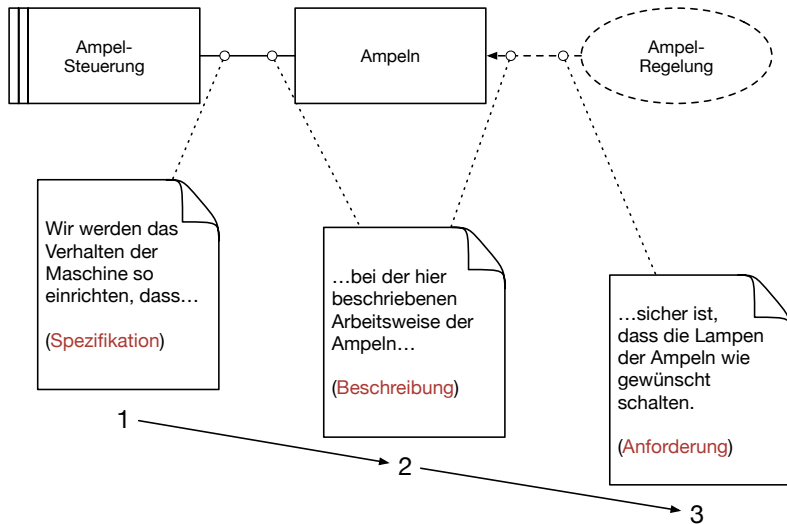 Ampel-
Steuerung
Ampeln
Ampel-
Regelung
Wir werden das
Verhalten der
Maschine so
einrichten, dass…
(Spezifikation)
…bei der hier
beschriebenen
Arbeitsweise der
Ampeln…
(Beschreibung)
…sicher ist,
dass die Lampen
der Ampeln wie
gewünscht
schalten.
(Anforderung)
1
2
3